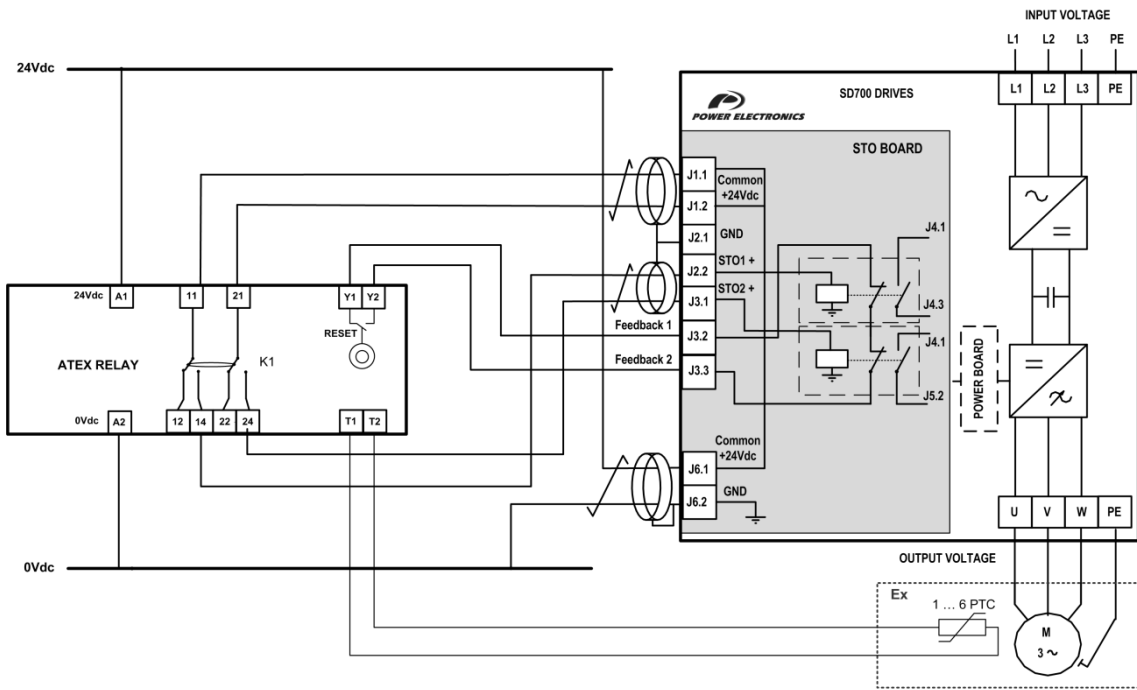 INPUT VOLTAGE
L1 L2 L3 PE
24Vdc
L1 L2 L3 PE
SD700 DRIVES
POWER ELECTRONICS
STO BOARD
J1.1
Common
+24Vdc
J1.2
J2.1
GND
J4.1
J2.2
STO1 +
STO2 +
J3.1
J4.3
Feedback 1
J3.2
J4.1
Feedback 2
J3.3
J5.2
POWER BOARD
24Vdc A1 11 21 Y1 Y2
RESET
ATEX RELAY
K1
0Vdc A2 12 14 22 24 T1 T2
Common
+24Vdc
J6.1
GND
J6.2
U V W PE
OUTPUT VOLTAGE
0Vdc
Ex
1 ... 6 PTC
M
3 ~